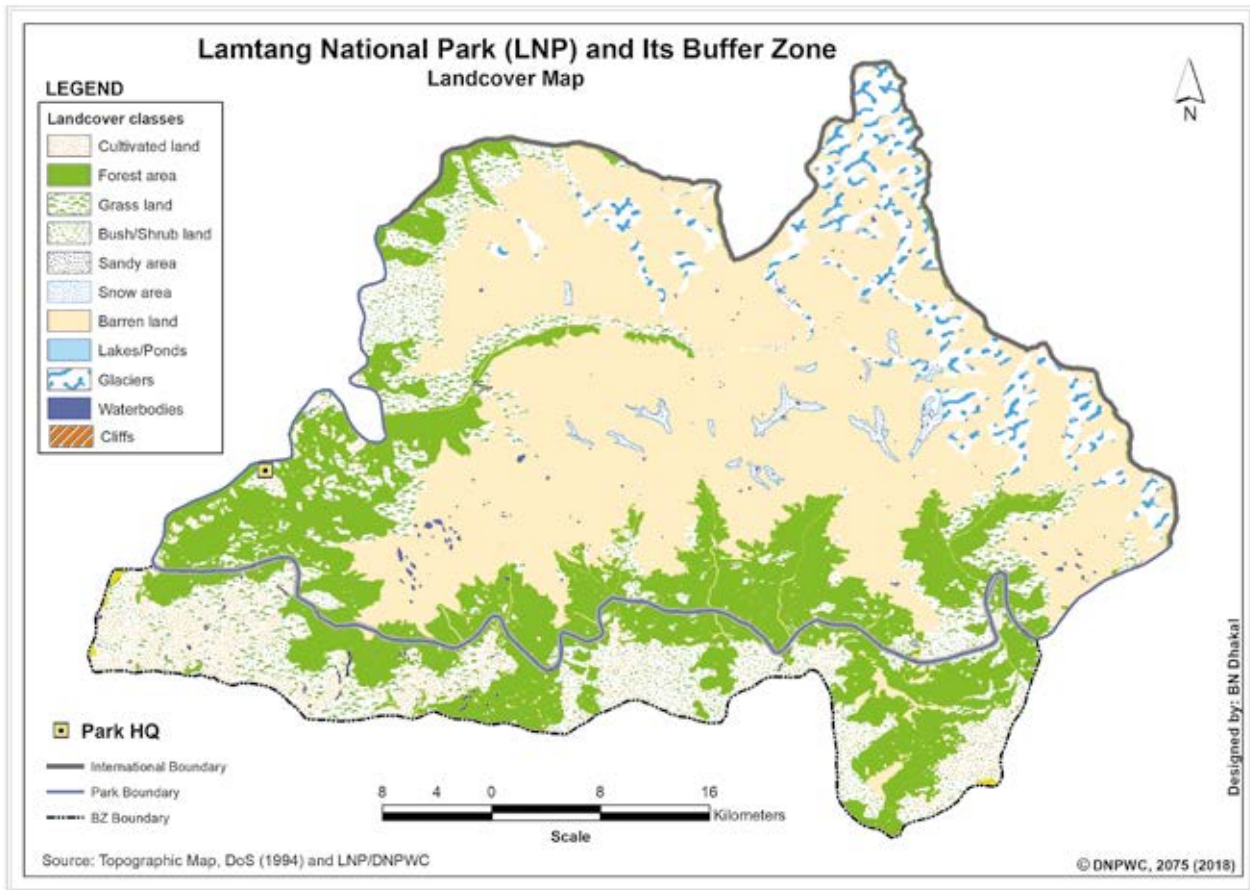 Lamtang National Park (LNP) and Its Buffer Zone
Landcover Map
LEGEND
Landcover classes
Cultivated land
Forest area
Grass land
Bush/Shrub land
Sandy area
Snow area
Barren land
Lakes/Ponds
Glaciers
Waterbodies
Cliffs
N
Park HQ
International Boundary
Park Boundary
BZ Boundary
8 4 0 8 16
Kilometers
Scale
Designed by: BN Dhakal
Source: Topographic Map, DoS (1994) and LNP/DNPWC
© DNPWC, 2075 (2018)